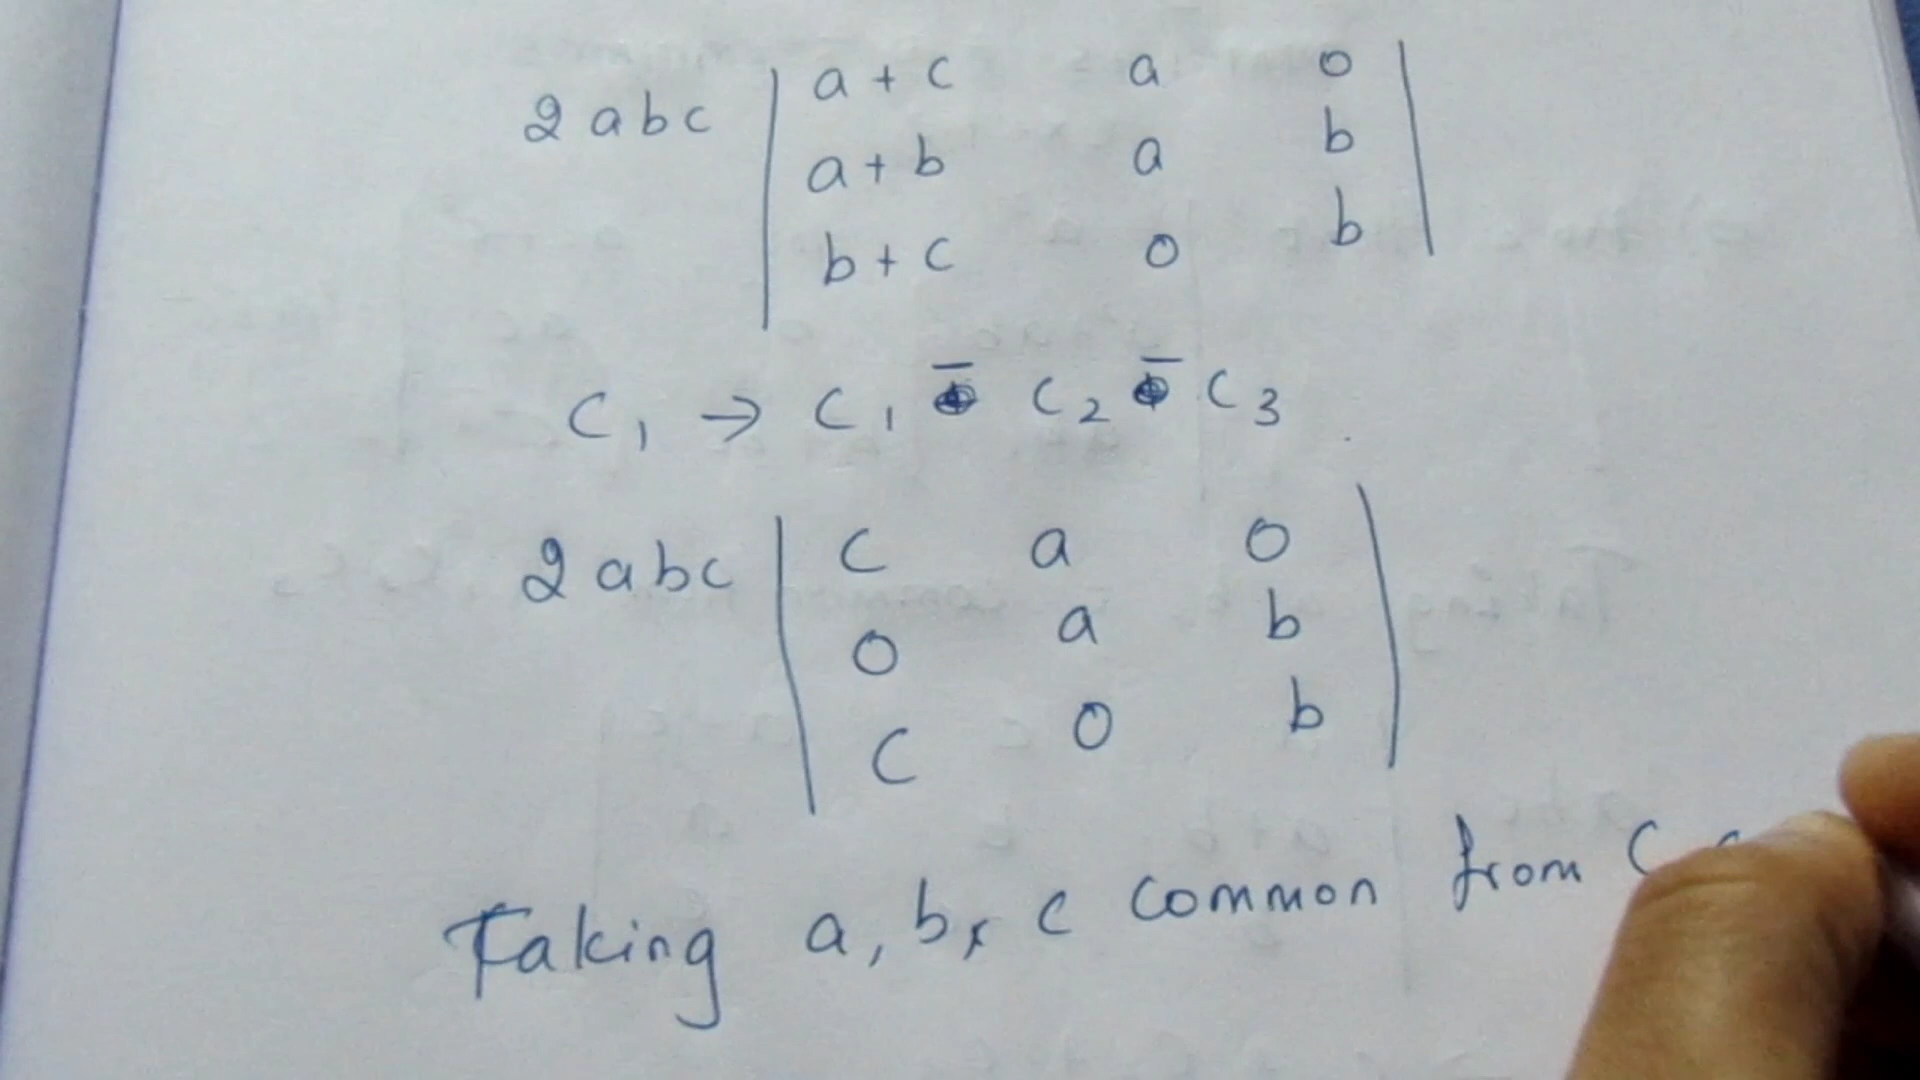 2abc | a + c a 0 |
a + b a b
b + c 0 b
C1 → C1 - C2 - C3
2abc | c a 0 |
0 a b
c 0 b
Taking a, b, c common from C